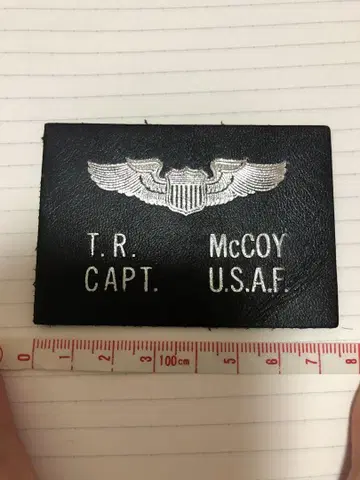 T.R. McCOY
CAPT. U.S.A.F.
0 1 2 3 100cm 5 6 7 8